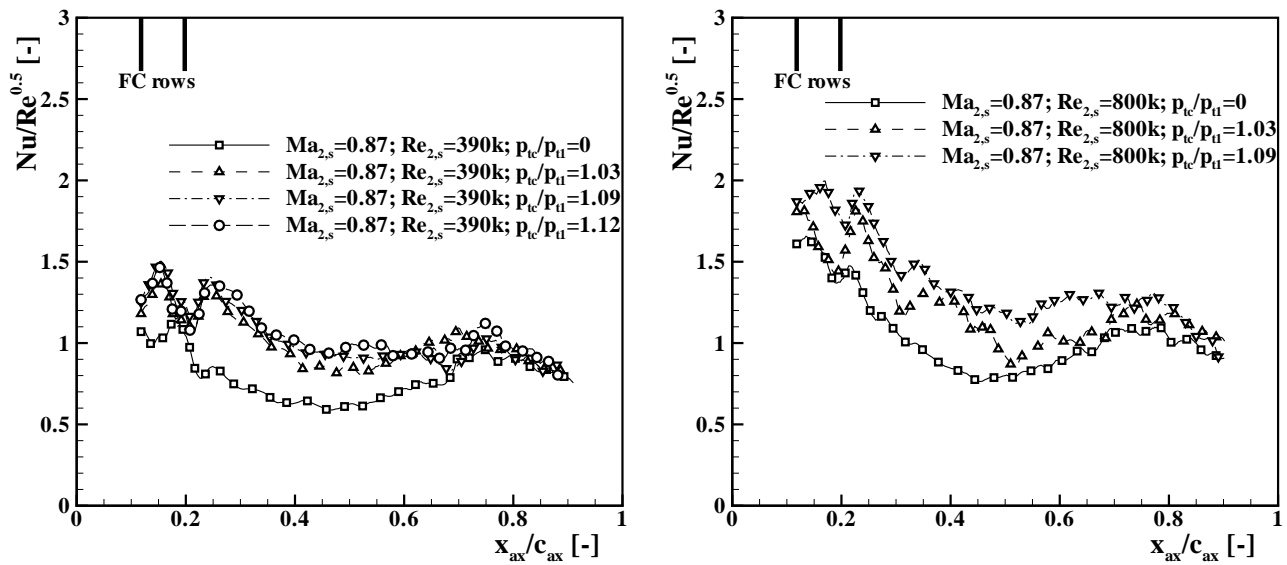 3
2.5
2
1.5
1
0.5
0
Nu/Re^0.5 [-]
FC rows
Ma2,s=0.87; Re2,s=390k; ptc/pt1=0
Ma2,s=0.87; Re2,s=390k; ptc/pt1=1.03
Ma2,s=0.87; Re2,s=390k; ptc/pt1=1.09
Ma2,s=0.87; Re2,s=390k; ptc/pt1=1.12
0 0.2 0.4 0.6 0.8 1
xax/cax [-]
3
2.5
2
1.5
1
0.5
0
Nu/Re^0.5 [-]
FC rows
Ma2,s=0.87; Re2,s=800k; ptc/pt1=0
Ma2,s=0.87; Re2,s=800k; ptc/pt1=1.03
Ma2,s=0.87; Re2,s=800k; ptc/pt1=1.09
0 0.2 0.4 0.6 0.8 1
xax/cax [-]